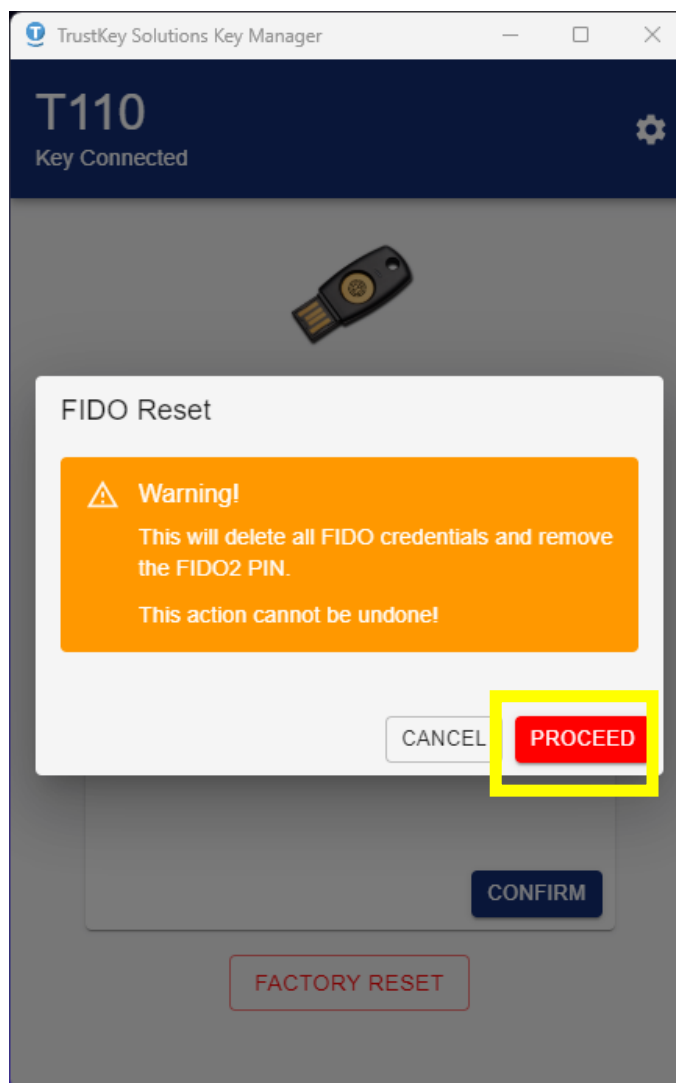 TrustKey Solutions Key Manager
T110
Key Connected
FIDO Reset
Warning!
This will delete all FIDO credentials and remove
the FIDO2 PIN.
This action cannot be undone!
CANCEL
PROCEED
CONFIRM
FACTORY RESET